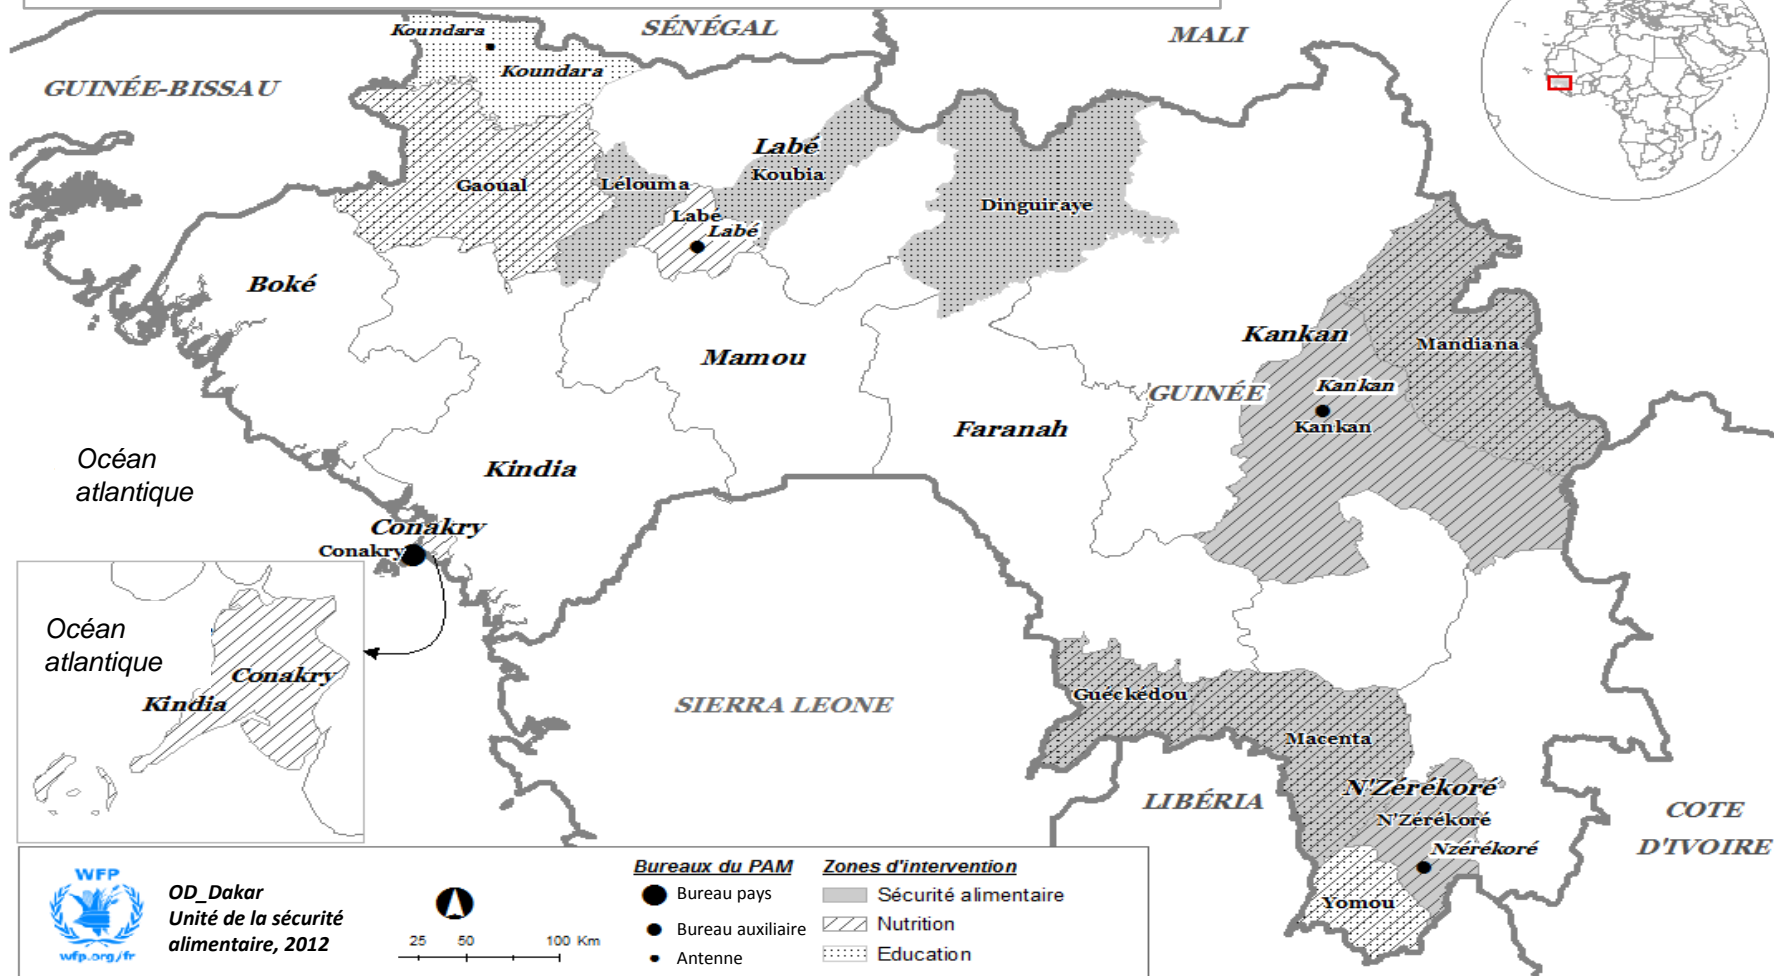 SÉNÉGAL
MALI
Koundara
Koundara
GUINÉE-BISSAU
Labé
Koubia
Gaoual
Lélouma
Labé
Labé
Dinguiraye
Boké
Kankan
Mandiana
Mamou
GUINÉE
Kankan
Kankan
Faranah
Kindia
Océan
atlantique
Conakry
Conakry
Océan
atlantique
Conakry
Kindia
SIERRA LEONE
Guéckédou
Macenta
N'Zérékoré
N'Zérékoré
Nzérékoré
LIBÉRIA
COTE
D'IVOIRE
Yomou
WFP
wfp.org/fr
OD_Dakar
Unité de la sécurité
alimentaire, 2012
25 50 100 Km
Bureaux du PAM
Bureau pays
Bureau auxiliaire
Antenne
Zones d'intervention
Sécurité alimentaire
Nutrition
Education